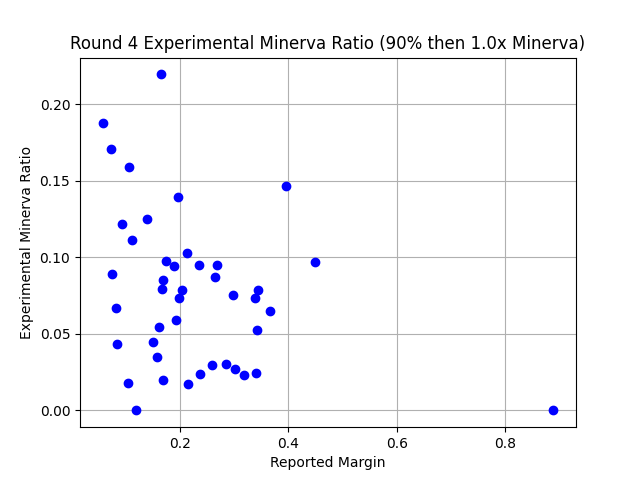 Round 4 Experimental Minerva Ratio (90% then 1.0x Minerva)
Experimental Minerva Ratio
0.20
0.15
0.10
0.05
0.00
0.2 0.4 0.6 0.8
Reported Margin